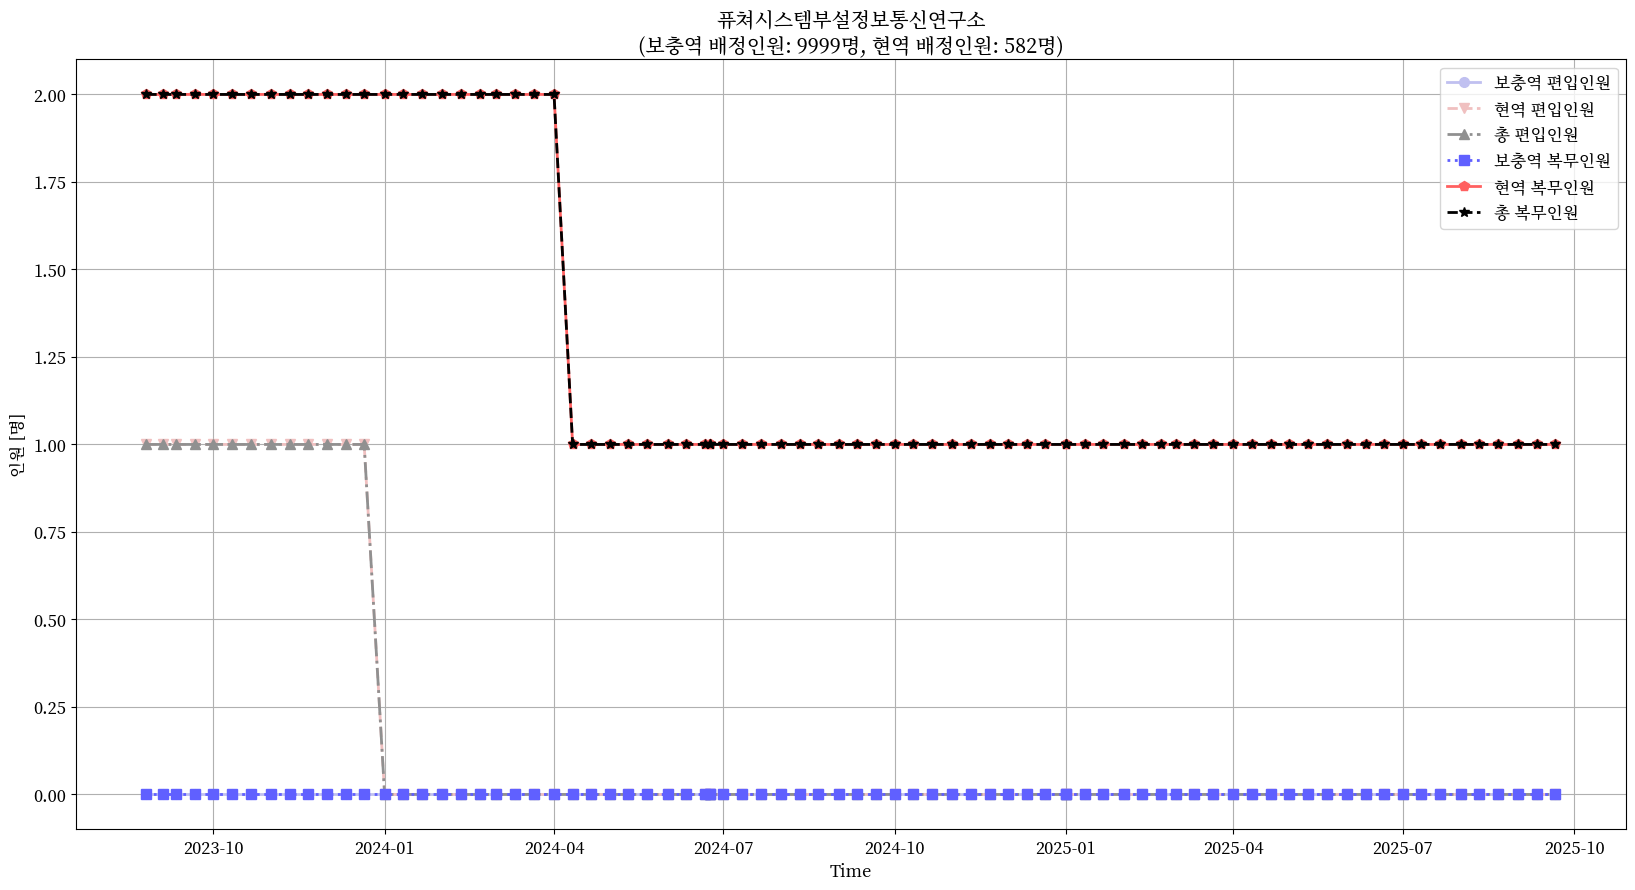 퓨쳐시스템부설정보통신연구소
(보충역 배정인원: 9999명, 현역 배정인원: 582명)
보충역 편입인원
현역 편입인원
총 편입인원
보충역 복무인원
현역 복무인원
총 복무인원
인원 [명]
2.00
1.75
1.50
1.25
1.00
0.75
0.50
0.25
0.00
2023-10
2024-01
2024-04
2024-07
2024-10
2025-01
2025-04
2025-07
2025-10
Time